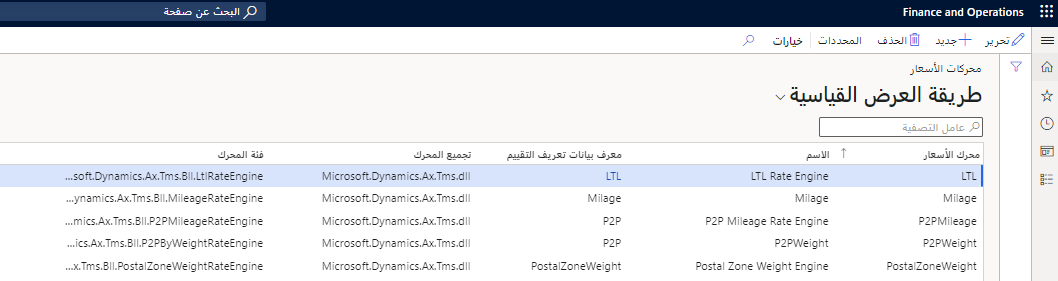 Finance and Operations البحث عن صفحة
تحرير جديد الحذف المحددات خيارات
محركات الأسعار
طريقة العرض القياسية
عامل التصفية
محرك الأسعار الاسم معرف بيانات تعريف التقييم تجميع المحرك فئة المحرك
LTL LTL Rate Engine LTL Microsoft.Dynamics.Ax.Tms.dll ...soft.Dynamics.Ax.Tms.Bll.LtlRateEngine
Milage Milage Milage Microsoft.Dynamics.Ax.Tms.dll ...ynamics.Ax.Tms.Bll.MileageRateEngine
P2PMileage P2P Mileage Rate Engine P2P Microsoft.Dynamics.Ax.Tms.dll ...mics.Ax.Tms.Bll.P2PMileageRateEngine
P2PWeight P2PWeight P2P Microsoft.Dynamics.Ax.Tms.dll ...ics.Ax.Tms.Bll.P2PByWeightRateEngine
PostalZoneWeight Postal Zone Weight Engine PostalZoneWeight Microsoft.Dynamics.Ax.Tms.dll ...x.Tms.Bll.PostalZoneWeightRateEngine